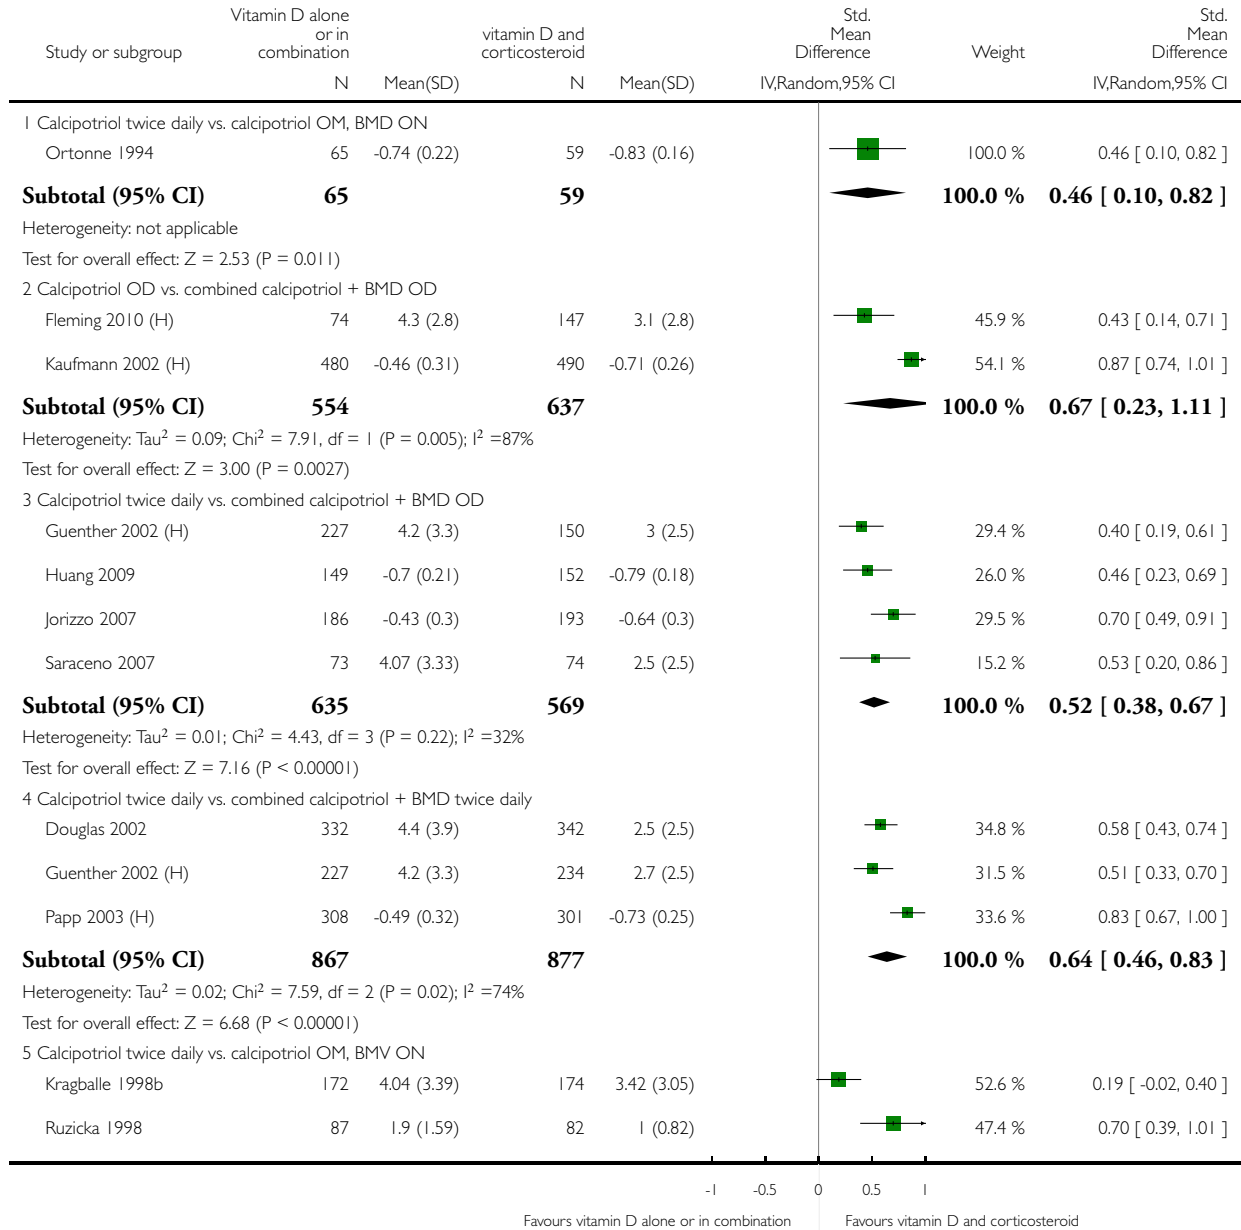 Study or subgroup Vitamin D alone or in combination vitamin D and corticosteroid Std. Mean Difference Weight Std. Mean Difference
N Mean(SD) N Mean(SD) IV,Random,95% CI IV,Random,95% CI
1 Calcipotriol twice daily vs. calcipotriol OM, BMD ON
Ortonne 1994 65 -0.74 (0.22) 59 -0.83 (0.16) 100.0 % 0.46 [ 0.10, 0.82 ]
Subtotal (95% CI) 65 59 100.0 % 0.46 [ 0.10, 0.82 ]
Heterogeneity: not applicable
Test for overall effect: Z = 2.53 (P = 0.011)
2 Calcipotriol OD vs. combined calcipotriol + BMD OD
Fleming 2010 (H) 74 4.3 (2.8) 147 3.1 (2.8) 45.9 % 0.43 [ 0.14, 0.71 ]
Kaufmann 2002 (H) 480 -0.46 (0.31) 490 -0.71 (0.26) 54.1 % 0.87 [ 0.74, 1.01 ]
Subtotal (95% CI) 554 637 100.0 % 0.67 [ 0.23, 1.11 ]
Heterogeneity: Tau² = 0.09; Chi² = 7.91, df = 1 (P = 0.005); I² =87%
Test for overall effect: Z = 3.00 (P = 0.0027)
3 Calcipotriol twice daily vs. combined calcipotriol + BMD OD
Guenther 2002 (H) 227 4.2 (3.3) 150 3 (2.5) 29.4 % 0.40 [ 0.19, 0.61 ]
Huang 2009 149 -0.7 (0.21) 152 -0.79 (0.18) 26.0 % 0.46 [ 0.23, 0.69 ]
Jorizzo 2007 186 -0.43 (0.3) 193 -0.64 (0.3) 29.5 % 0.70 [ 0.49, 0.91 ]
Saraceno 2007 73 4.07 (3.33) 74 2.5 (2.5) 15.2 % 0.53 [ 0.20, 0.86 ]
Subtotal (95% CI) 635 569 100.0 % 0.52 [ 0.38, 0.67 ]
Heterogeneity: Tau² = 0.01; Chi² = 4.43, df = 3 (P = 0.22); I² =32%
Test for overall effect: Z = 7.16 (P < 0.00001)
4 Calcipotriol twice daily vs. combined calcipotriol + BMD twice daily
Douglas 2002 332 4.4 (3.9) 342 2.5 (2.5) 34.8 % 0.58 [ 0.43, 0.74 ]
Guenther 2002 (H) 227 4.2 (3.3) 234 2.7 (2.5) 31.5 % 0.51 [ 0.33, 0.70 ]
Papp 2003 (H) 308 -0.49 (0.32) 301 -0.73 (0.25) 33.6 % 0.83 [ 0.67, 1.00 ]
Subtotal (95% CI) 867 877 100.0 % 0.64 [ 0.46, 0.83 ]
Heterogeneity: Tau² = 0.02; Chi² = 7.59, df = 2 (P = 0.02); I² =74%
Test for overall effect: Z = 6.68 (P < 0.00001)
5 Calcipotriol twice daily vs. calcipotriol OM, BMV ON
Kragballe 1998b 172 4.04 (3.39) 174 3.42 (3.05) 52.6 % 0.19 [ -0.02, 0.40 ]
Ruzicka 1998 87 1.9 (1.59) 82 1 (0.82) 47.4 % 0.70 [ 0.39, 1.01 ]
-1 -0.5 0 0.5 1
Favours vitamin D alone or in combination Favours vitamin D and corticosteroid